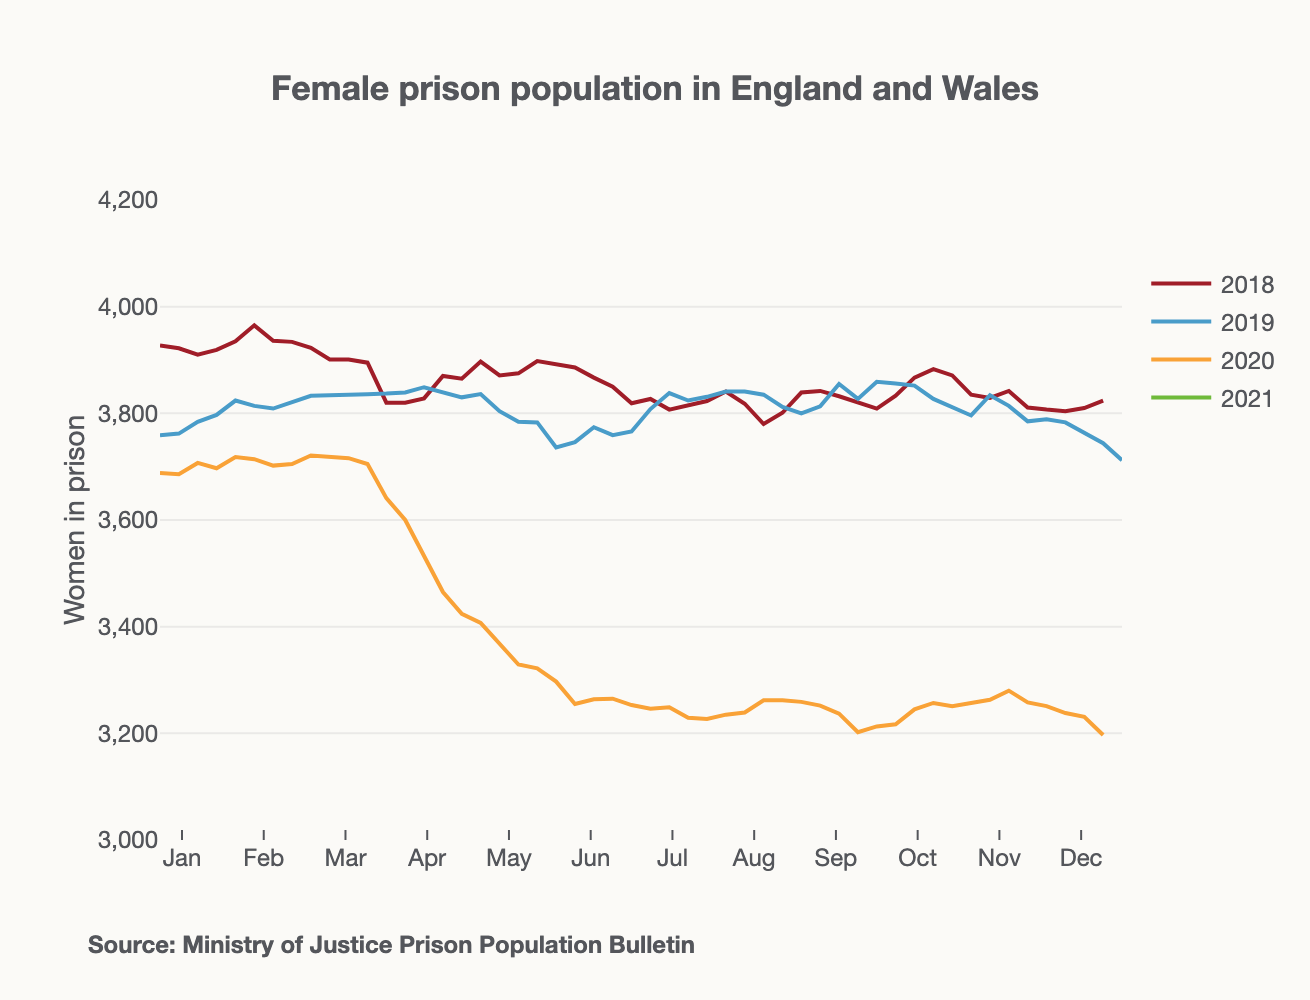 Female prison population in England and Wales
4,200
4,000
3,800
3,600
3,400
3,200
3,000
Women in prison
Jan Feb Mar Apr May Jun Jul Aug Sep Oct Nov Dec
2018
2019
2020
2021
Source: Ministry of Justice Prison Population Bulletin